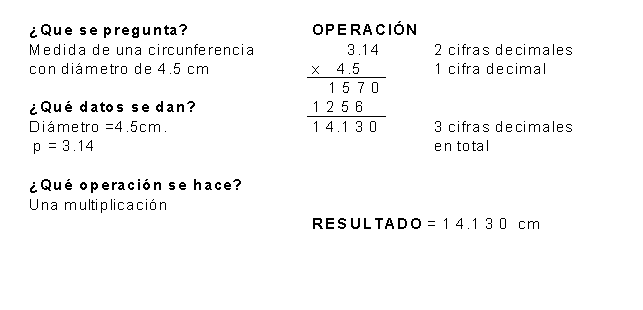 ¿Que se pregunta?
Medida de una circunferencia
con diámetro de 4.5 cm
¿Qué datos se dan?
Diámetro =4.5cm.
p = 3.14
¿Qué operación se hace?
Una multiplicación
OPERACIÓN
3.14 2 cifras decimales
x 4.5 1 cifra decimal
1 5 7 0
1 2 5 6
1 4.1 3 0 3 cifras decimales
en total
RESULTADO = 1 4.1 3 0 cm